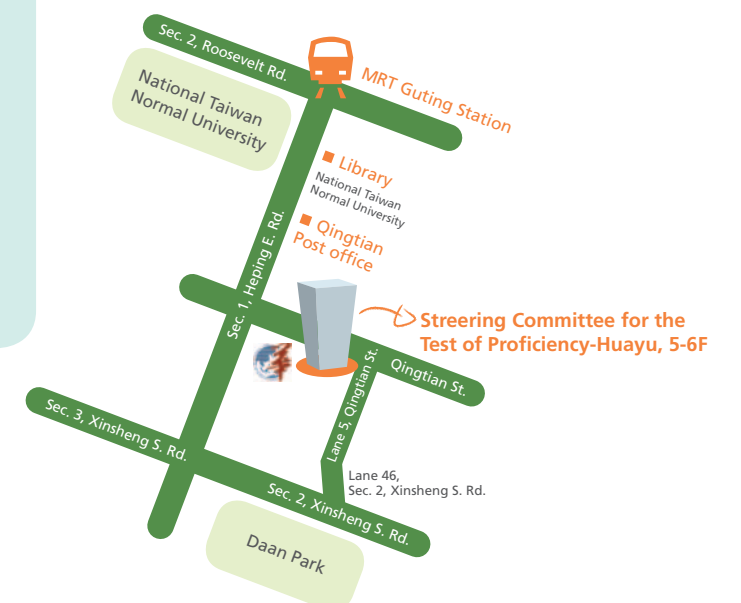 Sec. 2, Roosevelt Rd.
MRT Guting Station
National Taiwan
Normal University
Library
National Taiwan
Normal University
Qingtian
Post office
Sec. 1, Heping E. Rd.
Streering Committee for the
Test of Proficiency-Huayu, 5-6F
Qingtian St.
Lane 5, Qingtian St.
Sec. 3, Xinsheng S. Rd.
Lane 46,
Sec. 2, Xinsheng S. Rd.
Sec. 2, Xinsheng S. Rd.
Daan Park